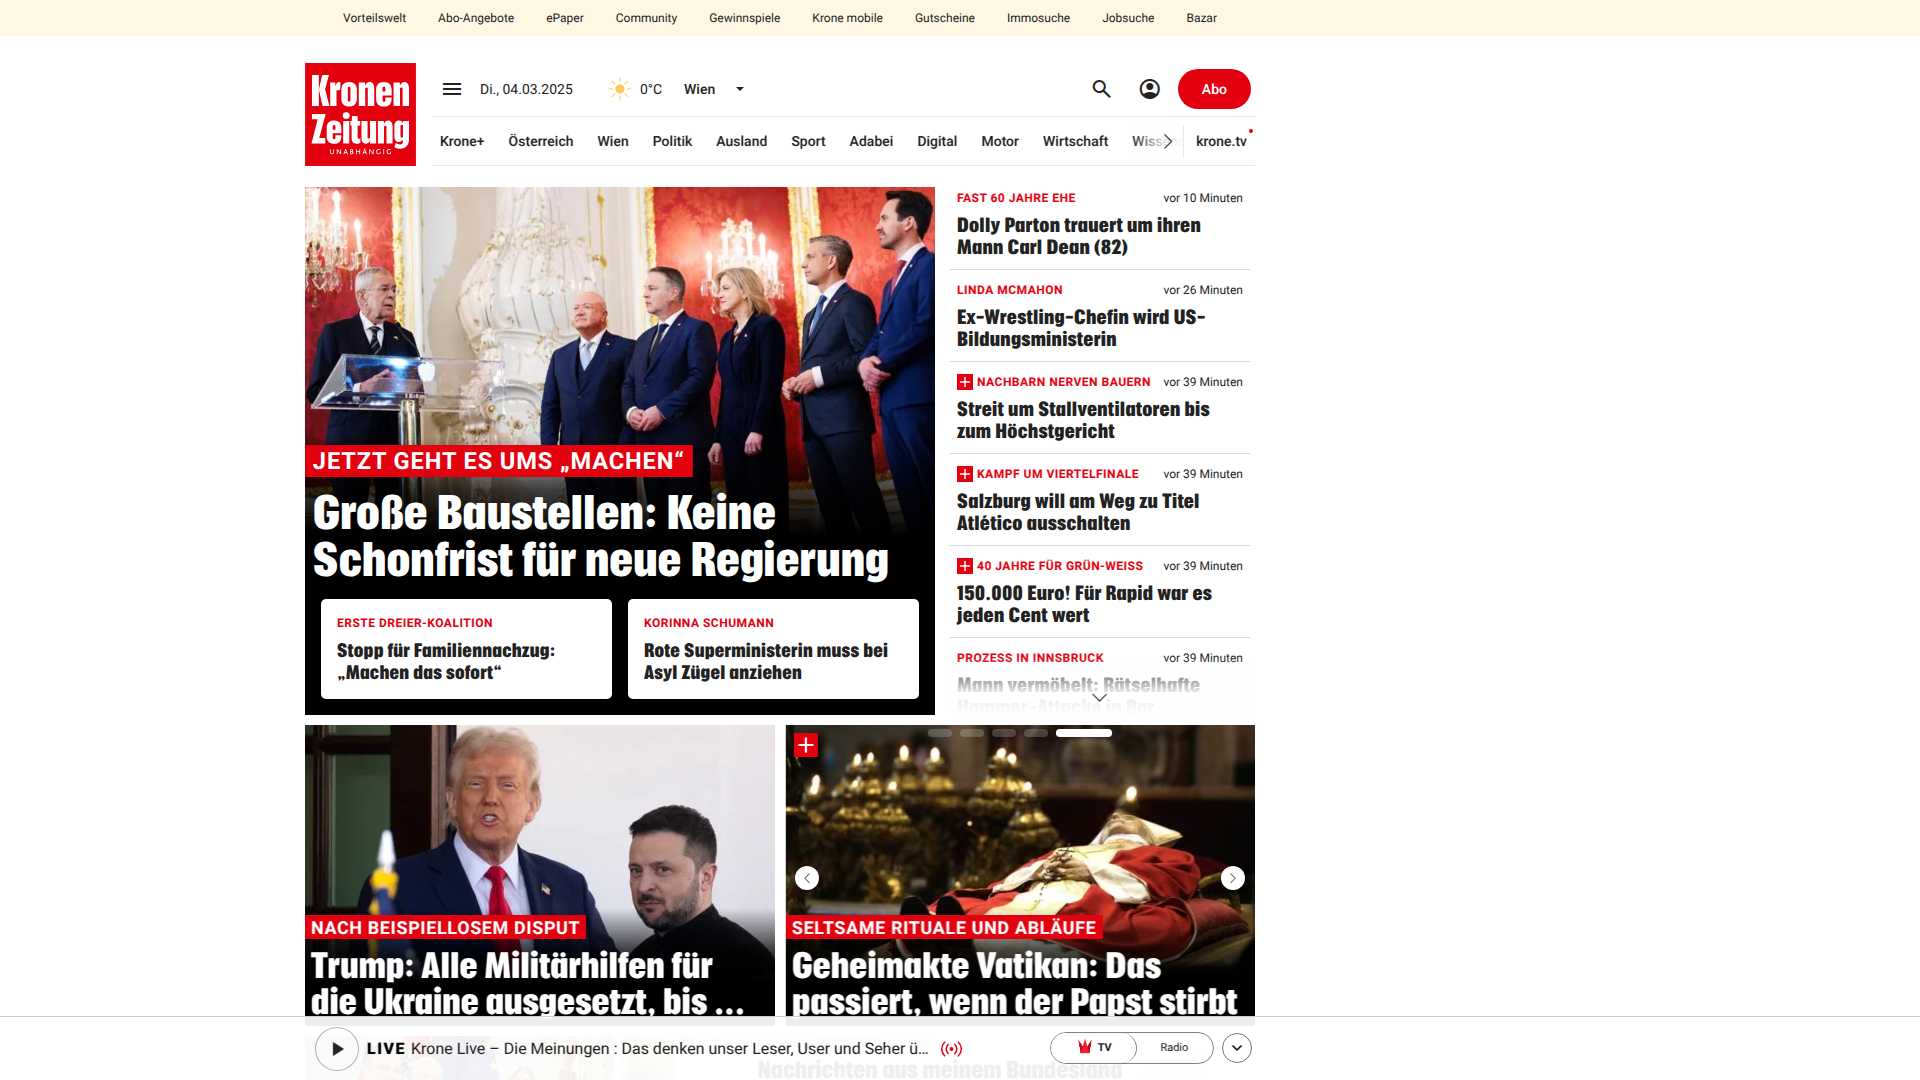 Vorteilswelt
Abo-Angebote
ePaper
Community
Gewinnspiele
Krone mobile
Gutscheine
Immosuche
Jobsuche
Bazar
Kronen
Zeitung
UNABHÄNGIG
Di., 04.03.2025
0°C
Wien
Abo
Krone+
Österreich
Wien
Politik
Ausland
Sport
Adabei
Digital
Motor
Wirtschaft
Wissen
krone.tv
JETZT GEHT ES UMS „MACHEN“
Große Baustellen: Keine
Schonfrist für neue Regierung
ERSTE DREIER-KOALITION
Stopp für Familiennachzug:
„Machen das sofort“
KORINNA SCHUMANN
Rote Superministerin muss bei
Asyl Zügel anziehen
FAST 60 JAHRE EHE vor 10 Minuten
Dolly Parton trauert um ihren
Mann Carl Dean (82)
LINDA MCMAHON vor 26 Minuten
Ex-Wrestling-Chefin wird US-
Bildungsministerin
NACHBARN NERVEN BAUERN vor 39 Minuten
Streit um Stallventilatoren bis
zum Höchstgericht
KAMPF UM VIERTELFINALE vor 39 Minuten
Salzburg will am Weg zu Titel
Atlético ausschalten
40 JAHRE FÜR GRÜN-WEISS vor 39 Minuten
150.000 Euro! Für Rapid war es
jeden Cent wert
PROZESS IN INNSBRUCK vor 39 Minuten
Mann vermöbelt: Rätselhafte
Hammer-Attacke in Bar
NACH BEISPIELLOSEM DISPUT
Trump: Alle Militärhilfen für
die Ukraine ausgesetzt, bis ...
SELTSAME RITUALE UND ABLÄUFE
Geheimakte Vatikan: Das
passiert, wenn der Papst stirbt
LIVE Krone Live – Die Meinungen : Das denken unser Leser, User und Seher ü...
TV
Radio
Nachrichten aus meinem Bundesland